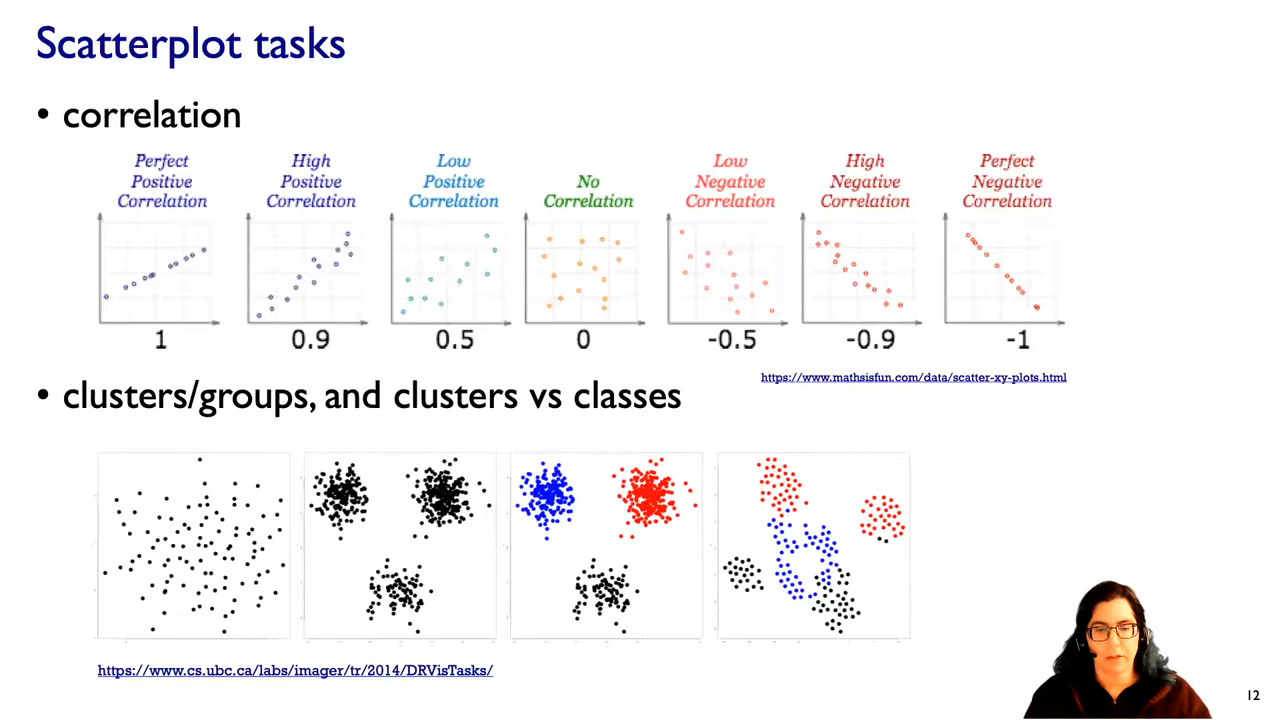 Scatterplot tasks
• correlation
Perfect Positive Correlation
High Positive Correlation
Low Positive Correlation
No Correlation
Low Negative Correlation
High Negative Correlation
Perfect Negative Correlation
1 0.9 0.5 0 -0.5 -0.9 -1
https://www.mathsisfun.com/data/scatter-xy-plots.html
• clusters/groups, and clusters vs classes
https://www.cs.ubc.ca/labs/imager/tr/2014/DRVisTasks/
12